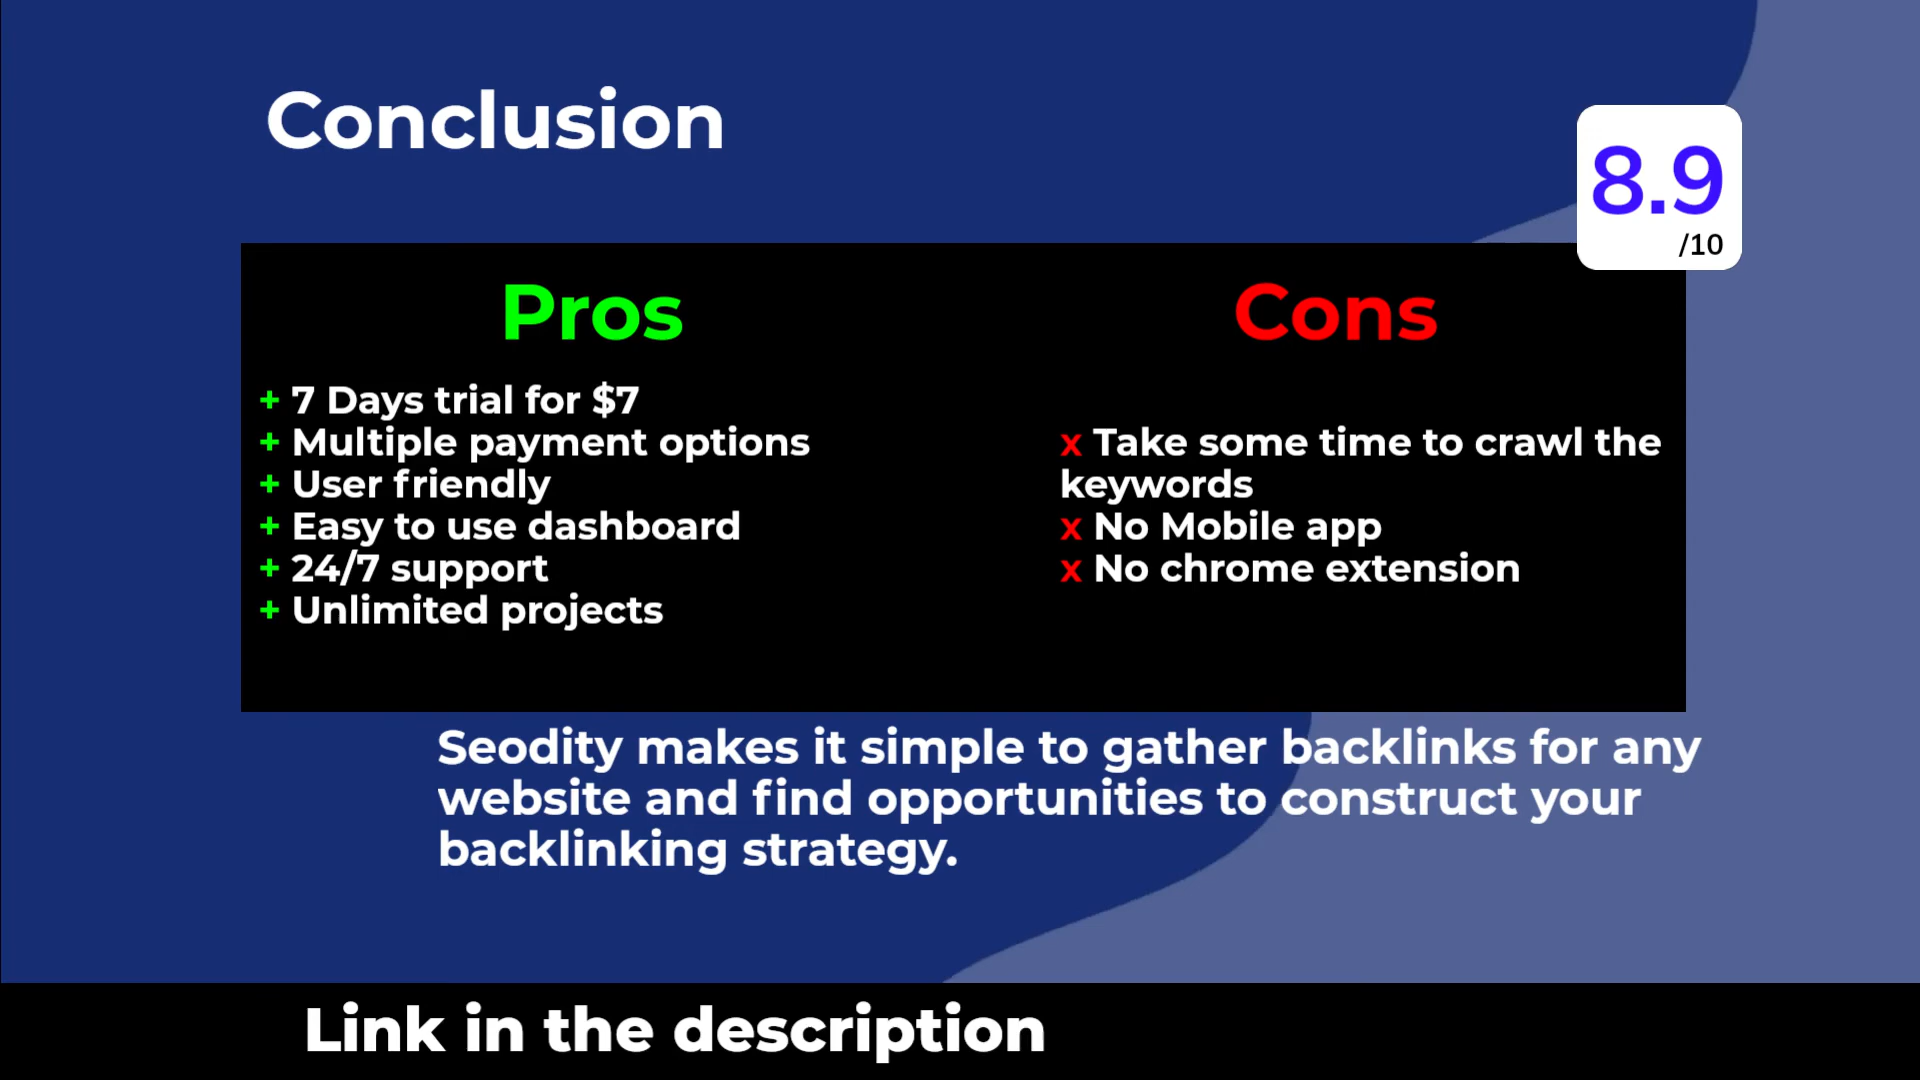 Conclusion
8.9
/10
Pros
+ 7 Days trial for $7
+ Multiple payment options
+ User friendly
+ Easy to use dashboard
+ 24/7 support
+ Unlimited projects
Cons
x Take some time to crawl the
keywords
x No Mobile app
x No chrome extension
Seodity makes it simple to gather backlinks for any
website and find opportunities to construct your
backlinking strategy.
Link in the description